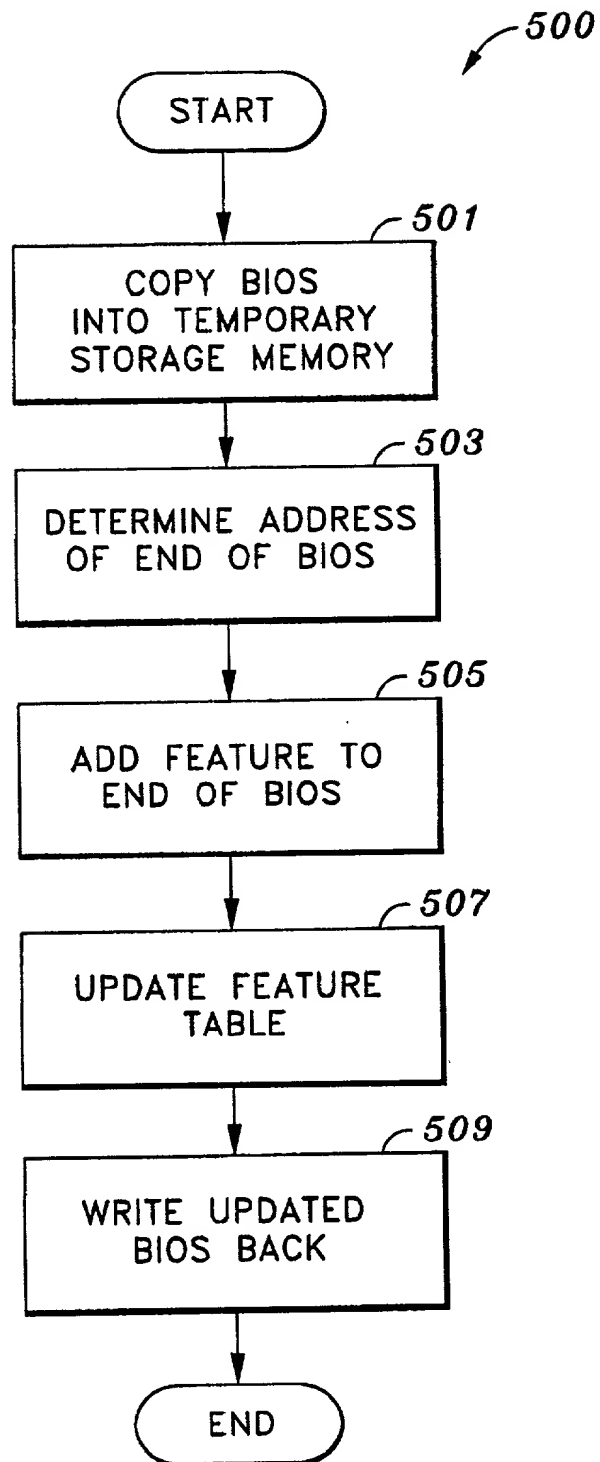 500
START
501
COPY BIOS
INTO TEMPORARY
STORAGE MEMORY
503
DETERMINE ADDRESS
OF END OF BIOS
505
ADD FEATURE TO
END OF BIOS
507
UPDATE FEATURE
TABLE
509
WRITE UPDATED
BIOS BACK
END